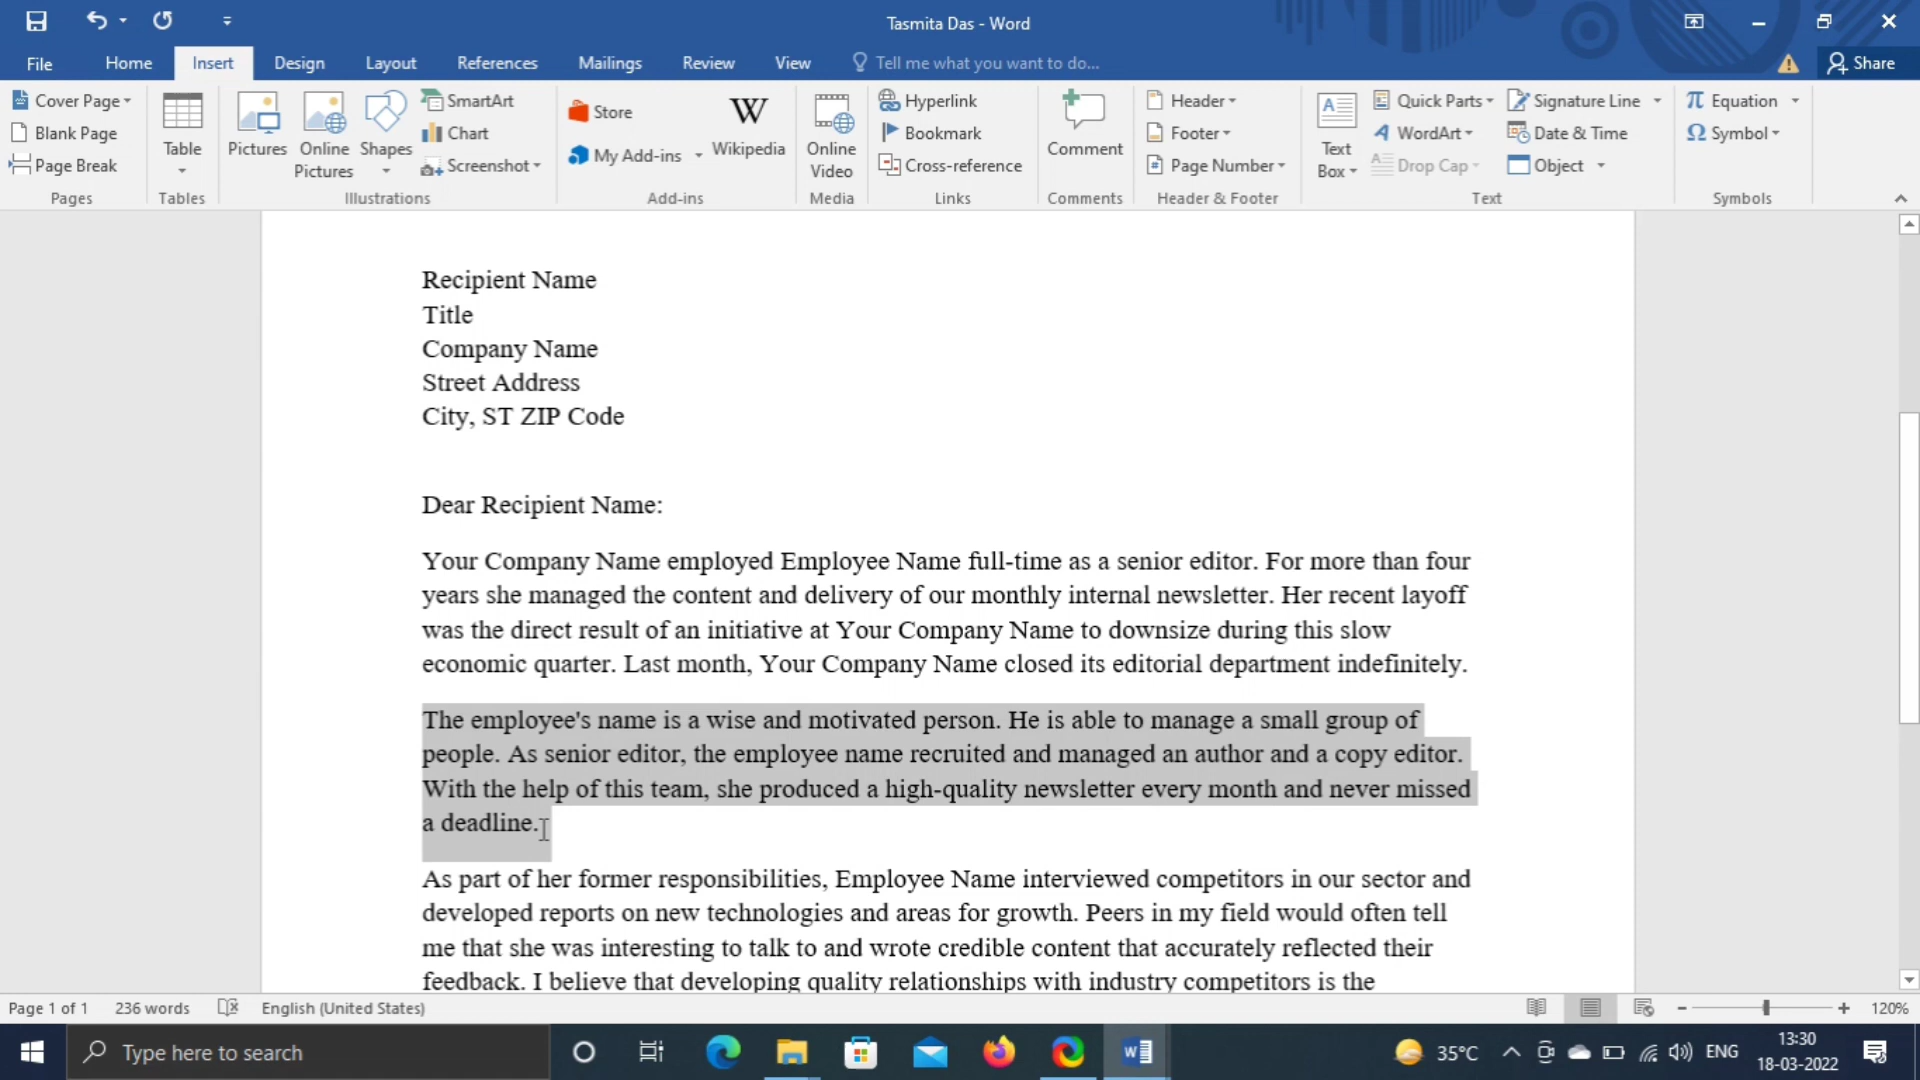 Tasmita Das - Word
File Home Insert Design Layout References Mailings Review View Tell me what you want to do... Share
Cover Page
Blank Page
Page Break
Pages
Table
Tables
Pictures
Online
Pictures
Shapes
SmartArt
Chart
Screenshot
Illustrations
Store
My Add-ins
W
Wikipedia
Add-ins
Online
Video
Media
Hyperlink
Bookmark
Cross-reference
Links
Comment
Comments
Header
Footer
Page Number
Header & Footer
A
Text
Box
Quick Parts
WordArt
Drop Cap
Signature Line
Date & Time
Object
Text
π Equation
Ω Symbol
Symbols
Recipient Name
Title
Company Name
Street Address
City, ST ZIP Code
Dear Recipient Name:
Your Company Name employed Employee Name full-time as a senior editor. For more than four
years she managed the content and delivery of our monthly internal newsletter. Her recent layoff
was the direct result of an initiative at Your Company Name to downsize during this slow
economic quarter. Last month, Your Company Name closed its editorial department indefinitely.
The employee's name is a wise and motivated person. He is able to manage a small group of
people. As senior editor, the employee name recruited and managed an author and a copy editor.
With the help of this team, she produced a high-quality newsletter every month and never missed
a deadline.
As part of her former responsibilities, Employee Name interviewed competitors in our sector and
developed reports on new technologies and areas for growth. Peers in my field would often tell
me that she was interesting to talk to and wrote credible content that accurately reflected their
feedback. I believe that developing quality relationships with industry competitors is the
Page 1 of 1 236 words English (United States) 120%
Type here to search
35°C
ENG
13:30
18-03-2022